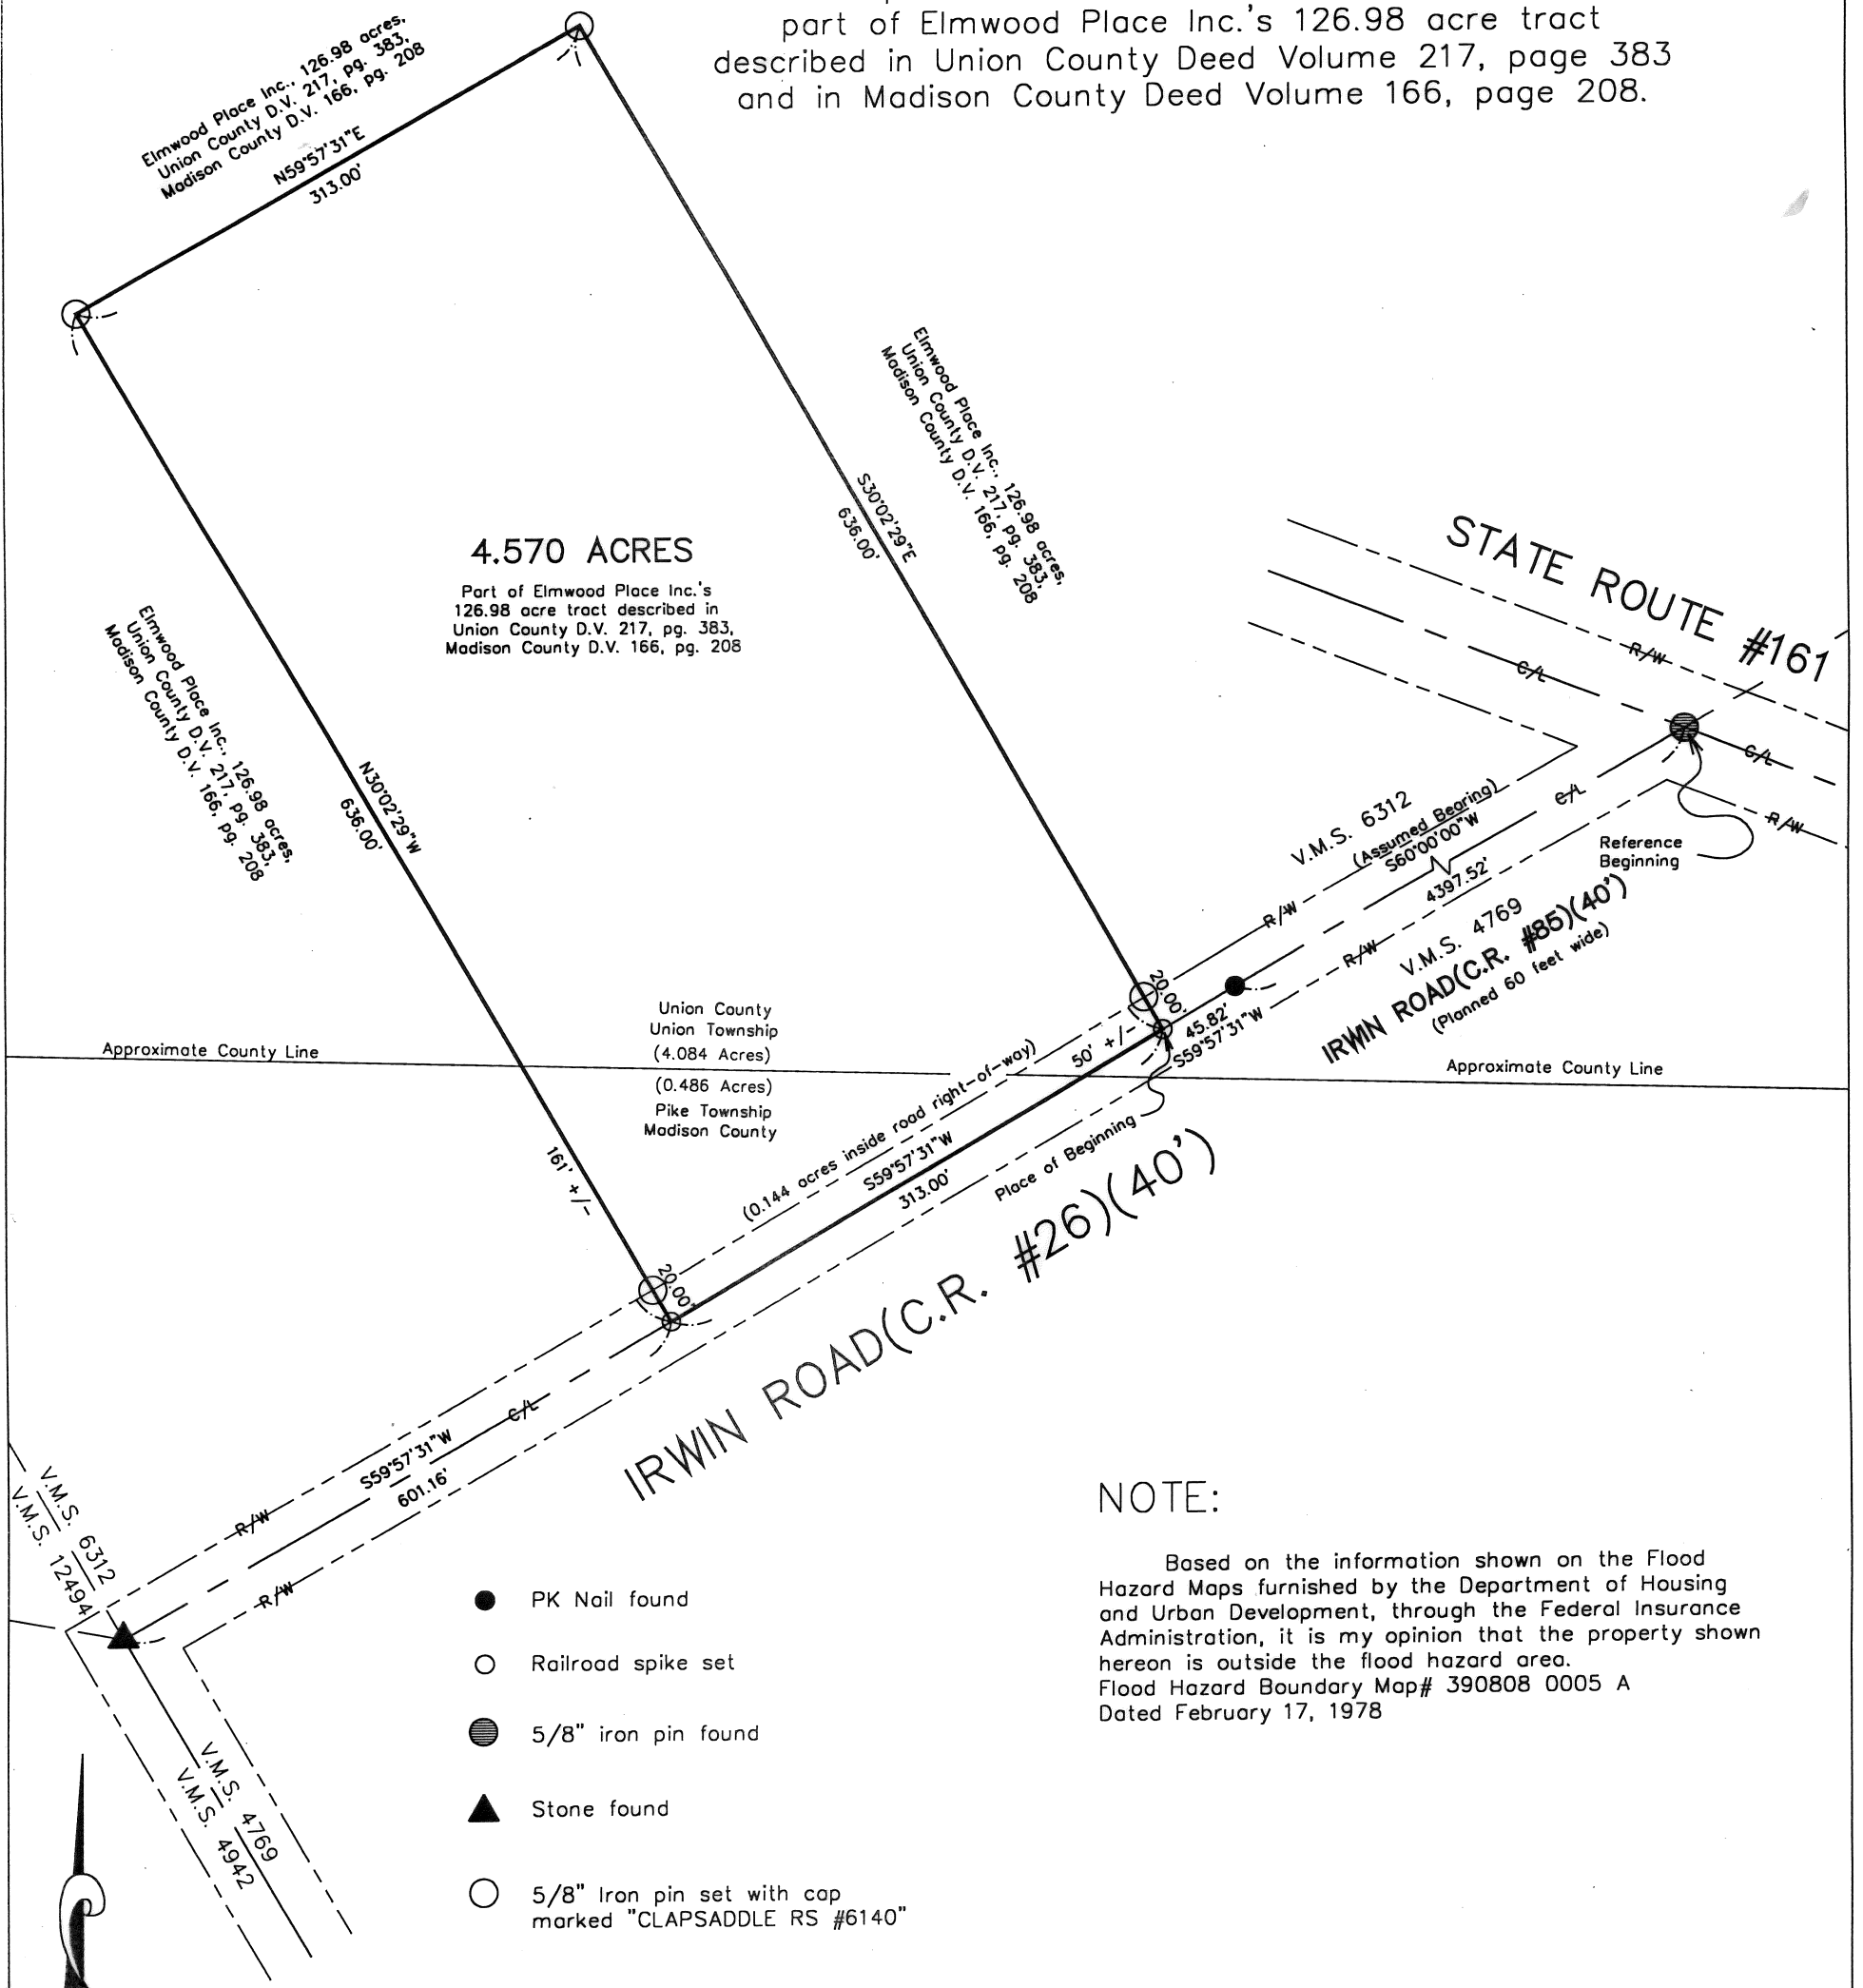 part of Elmwood Place Inc.'s 126.98 acre tract
described in Union County Deed Volume 217, page 383
and in Madison County Deed Volume 166, page 208.
Elmwood Place Inc., 126.98 acres,
Union County D.V. 217, pg. 383,
Madison County D.V. 166, pg. 208
N59°57'31"E
313.00'
Elmwood Place Inc., 126.98 acres,
Union County D.V. 217, pg. 383,
Madison County D.V. 166, pg. 208
S30°02'29"E
636.00'
4.570 ACRES
Part of Elmwood Place Inc.'s
126.98 acre tract described in
Union County D.V. 217, pg. 383,
Madison County D.V. 166, pg. 208
Elmwood Place Inc., 126.98 acres,
Union County D.V. 217, pg. 383,
Madison County D.V. 166, pg. 208
N30°02'29"W
636.00'
STATE ROUTE #161
R/W
C/L
C/L
R/W
Reference
Beginning
V.M.S. 6312
(Assumed Bearing)
S60°00'00"W
4397.52'
C/L
R/W
R/W
V.M.S. 4769
IRWIN ROAD(C.R. #85)(40')
(Planned 60 feet wide)
20.00'
45.82'
S59°57'31"W
50' +/-
Union County
Union Township
(4.084 Acres)
Approximate County Line
Approximate County Line
(0.486 Acres)
Pike Township
Madison County
161' +/-
(0.144 acres inside road right-of-way)
S59°57'31"W
313.00'
Place of Beginning
20.00'
IRWIN ROAD(C.R. #26)(40')
C/L
S59°57'31"W
601.16'
R/W
R/W
V.M.S. 6312
V.M.S. 12494
V.M.S. 4769
V.M.S. 4942
PK Nail found
Railroad spike set
5/8" iron pin found
Stone found
5/8" Iron pin set with cap
marked "CLAPSADDLE RS #6140"
NOTE:
Based on the information shown on the Flood
Hazard Maps furnished by the Department of Housing
and Urban Development, through the Federal Insurance
Administration, it is my opinion that the property shown
hereon is outside the flood hazard area.
Flood Hazard Boundary Map# 390808 0005 A
Dated February 17, 1978